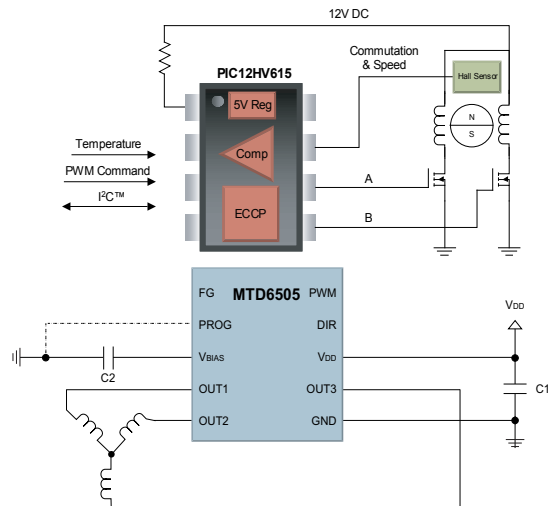 12V DC
PIC12HV615
Commutation
& Speed
Hall Sensor
5V Reg
N
S
Temperature
Comp
PWM Command
A
I²C™
ECCP
B
FG
MTD6505
PWM
PROG
DIR
VDD
VBIAS
VDD
C2
C1
OUT1
OUT3
OUT2
GND